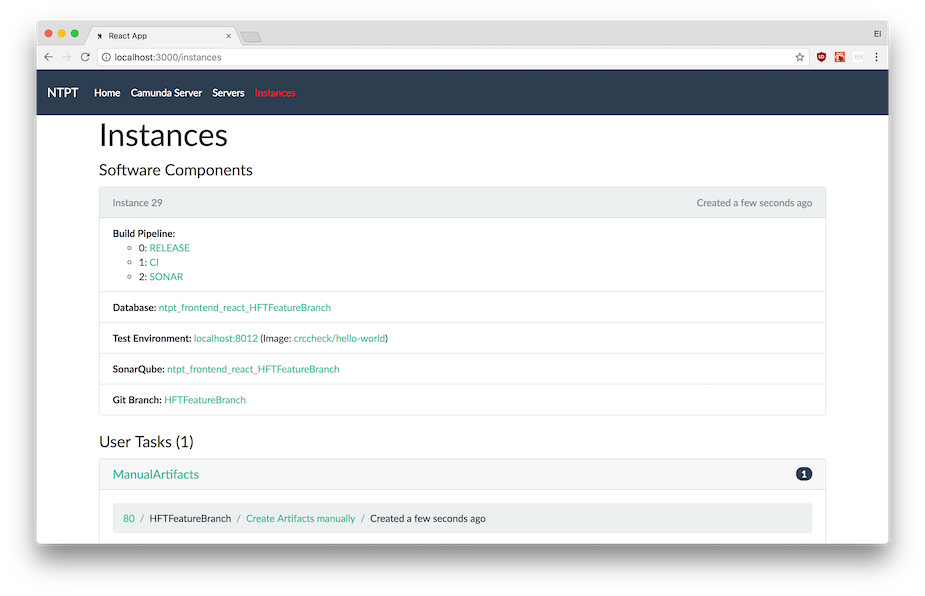 React App
EI
localhost:3000/instances
NTPT Home Camunda Server Servers Instances
Instances
Software Components
Instance 29 Created a few seconds ago
Build Pipeline:
0: RELEASE
1: CI
2: SONAR
Database: ntpt_frontend_react_HFTFeatureBranch
Test Environment: localhost:8012 (Image: crccheck/hello-world)
SonarQube: ntpt_frontend_react_HFTFeatureBranch
Git Branch: HFTFeatureBranch
User Tasks (1)
ManualArtifacts 1
80 / HFTFeatureBranch / Create Artifacts manually / Created a few seconds ago